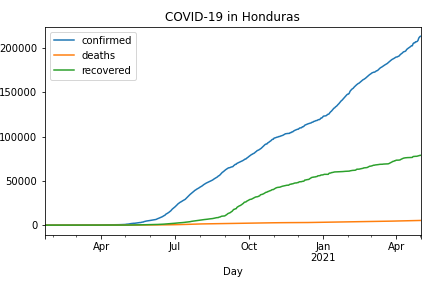 COVID-19 in Honduras
confirmed
deaths
recovered
200000
150000
100000
50000
0
Apr Jul Oct Jan Apr
2021
Day